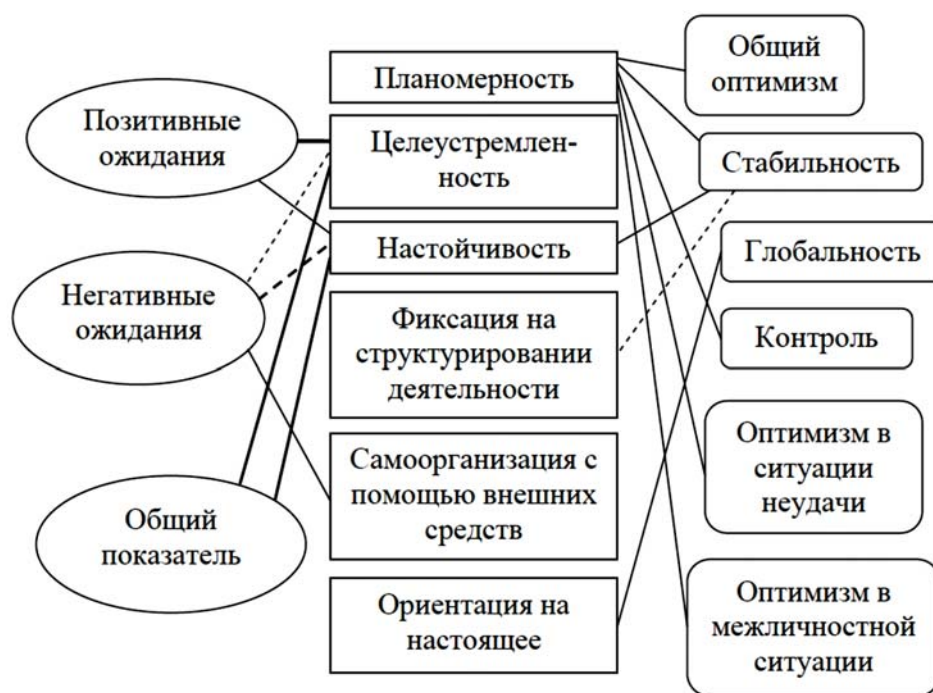 Позитивные
ожидания
Негативные
ожидания
Общий
показатель
Планомерность
Целеустремлен-
ность
Настойчивость
Фиксация на
структурировании
деятельности
Самоорганизация с
помощью внешних
средств
Ориентация на
настоящее
Общий
оптимизм
Стабильность
Глобальность
Контроль
Оптимизм в
ситуации
неудачи
Оптимизм в
межличностной
ситуации